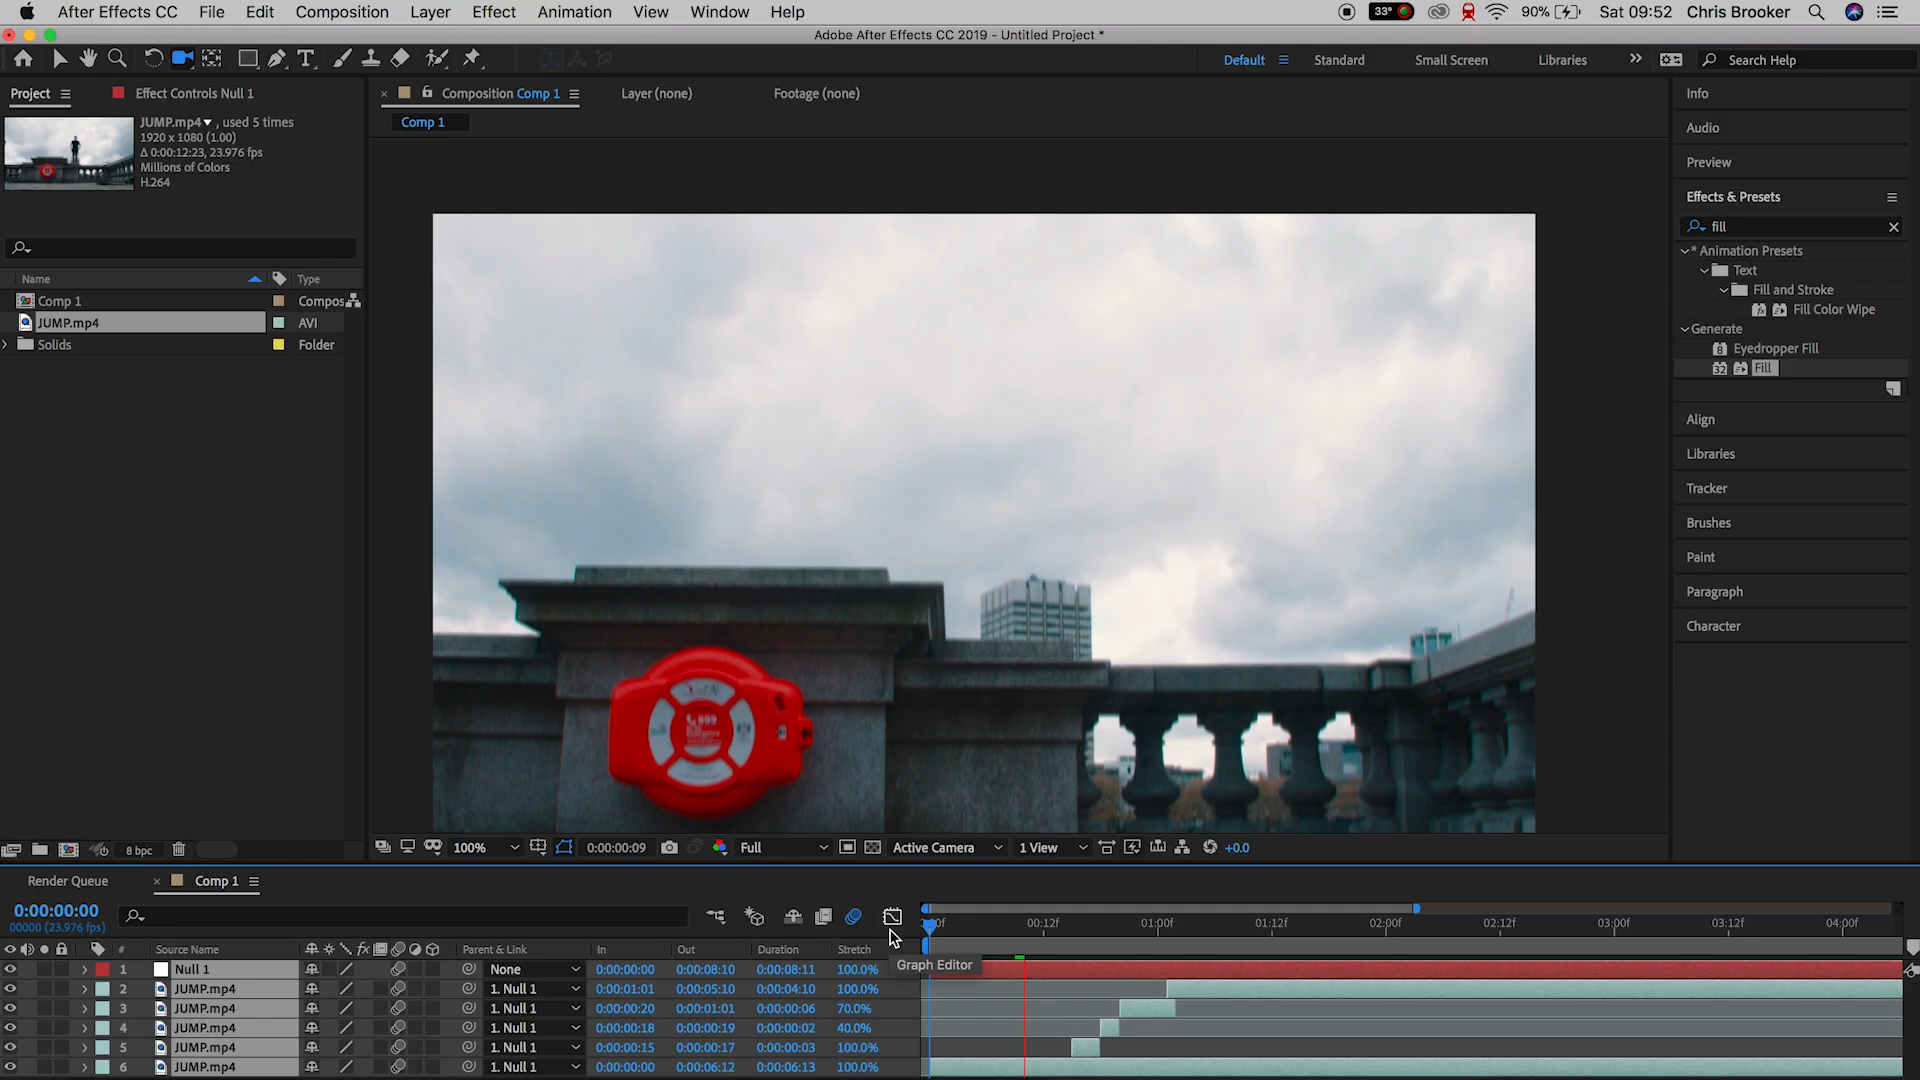 After Effects CC File Edit Composition Layer Effect Animation View Window Help 33° 90% Sat 09:52 Chris Brooker
Adobe After Effects CC 2019 - Untitled Project *
Default Standard Small Screen Libraries Search Help
Project Effect Controls Null 1
JUMP.mp4 , used 5 times
1920 x 1080 (1.00)
Δ 0:00:12:23, 23.976 fps
Millions of Colors
H.264
Name Type
Comp 1 Compos
JUMP.mp4 AVI
Solids Folder
8 bpc
Composition Comp 1 Layer (none) Footage (none)
Comp 1
999
100% 0:00:00:09 Full Active Camera 1 View +0.0
Info
Audio
Preview
Effects & Presets
fill
* Animation Presets
Text
Fill and Stroke
Fill Color Wipe
Generate
Eyedropper Fill
32 Fill
Align
Libraries
Tracker
Brushes
Paint
Paragraph
Character
Render Queue Comp 1
0:00:00:00
00000 (23.976 fps)
00f 00:12f 01:00f 01:12f 02:00f 02:12f 03:00f 03:12f 04:00f
# Source Name Parent & Link In Out Duration Stretch
Graph Editor
1 Null 1 None 0:00:00:00 0:00:08:10 0:00:08:11 100.0%
2 JUMP.mp4 1. Null 1 0:00:01:01 0:00:05:10 0:00:04:10 100.0%
3 JUMP.mp4 1. Null 1 0:00:00:20 0:00:01:01 0:00:00:06 70.0%
4 JUMP.mp4 1. Null 1 0:00:00:18 0:00:00:19 0:00:00:02 40.0%
5 JUMP.mp4 1. Null 1 0:00:00:15 0:00:00:17 0:00:00:03 100.0%
6 JUMP.mp4 1. Null 1 0:00:00:00 0:00:06:12 0:00:06:13 100.0%